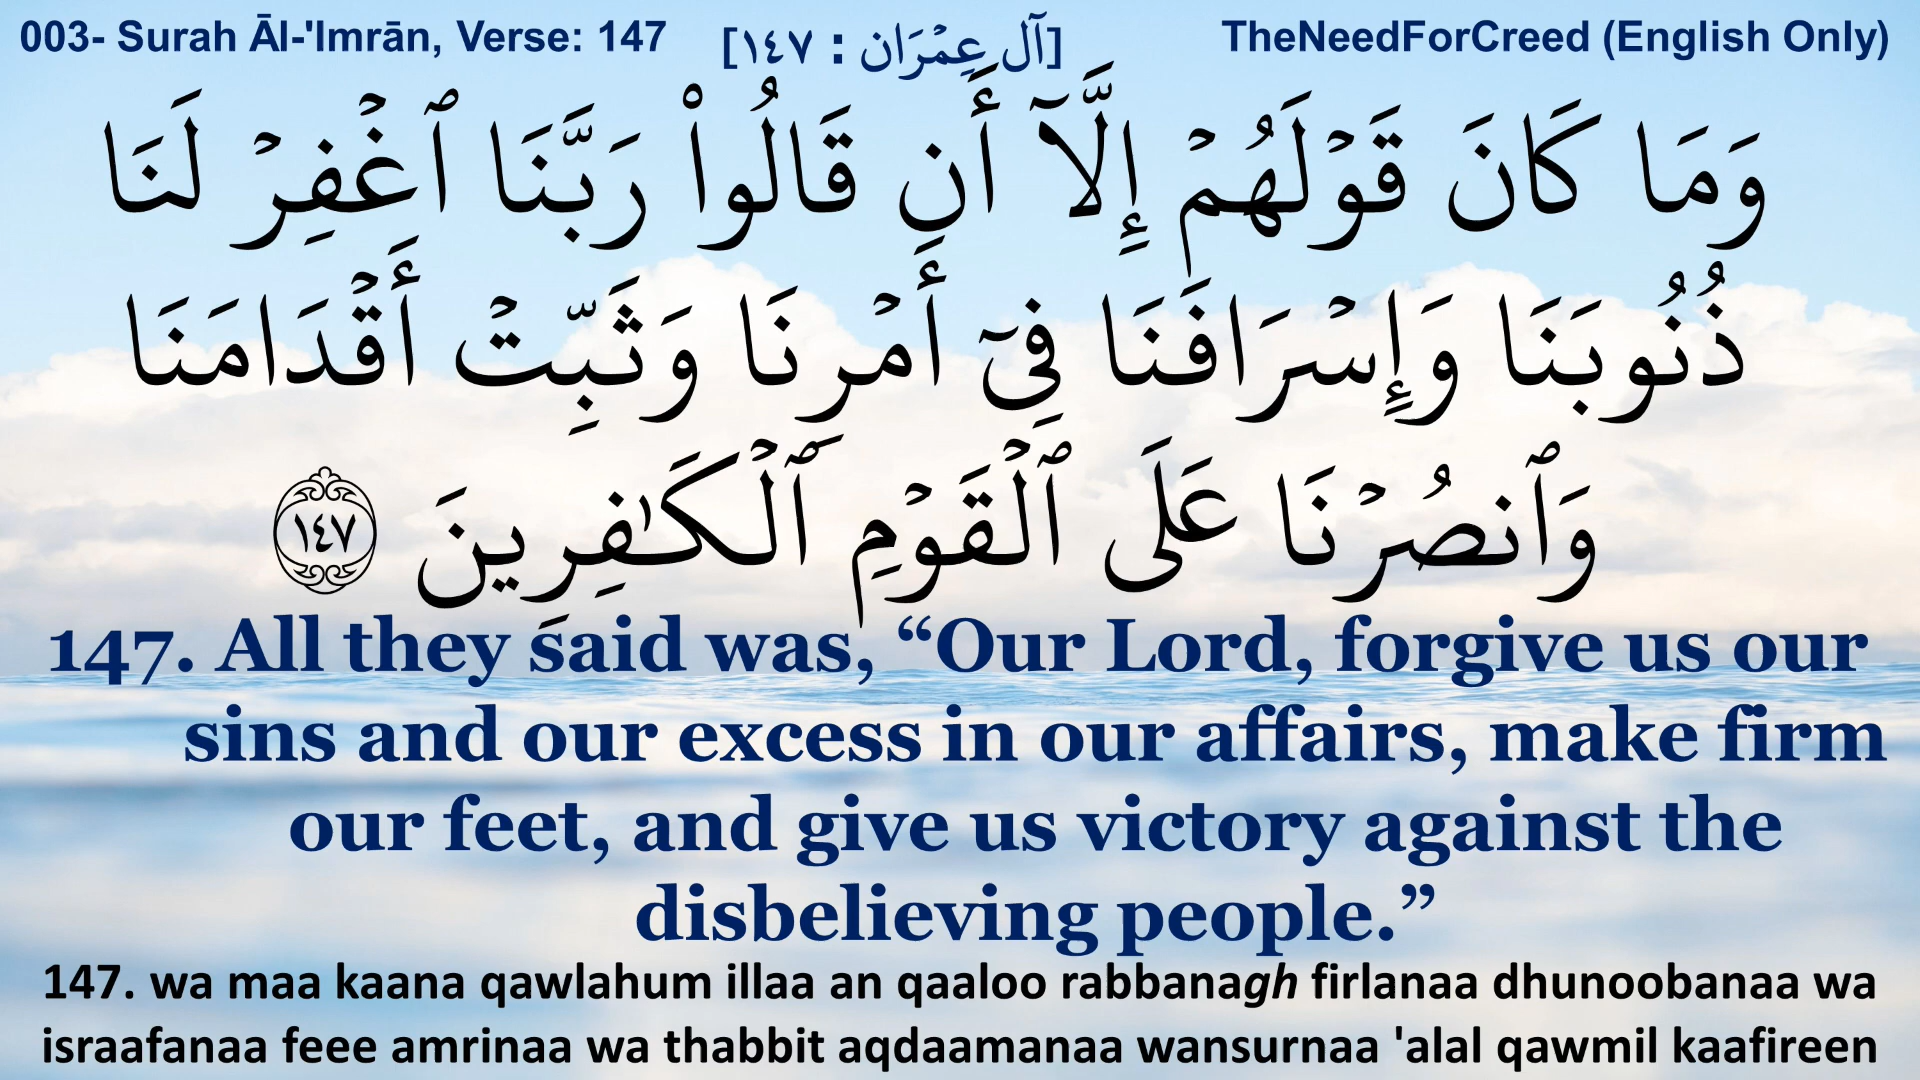 003- Surah Āl-'Imrān, Verse: 147 [آل عِمْرَان : ١٤٧] TheNeedForCreed (English Only)
وَمَا كَانَ قَوْلَهُمْ إِلَّآ أَن قَالُوا۟ رَبَّنَا ٱغْفِرْ لَنَا
ذُنُوبَنَا وَإِسْرَافَنَا فِىٓ أَمْرِنَا وَثَبِّتْ أَقْدَامَنَا
وَٱنصُرْنَا عَلَى ٱلْقَوْمِ ٱلْكَـٰفِرِينَ ١٤٧
147. All they said was, “Our Lord, forgive us our
sins and our excess in our affairs, make firm
our feet, and give us victory against the
disbelieving people.”
147. wa maa kaana qawlahum illaa an qaaloo rabbanagh firlanaa dhunoobanaa wa
israafanaa feee amrinaa wa thabbit aqdaamanaa wansurnaa 'alal qawmil kaafireen